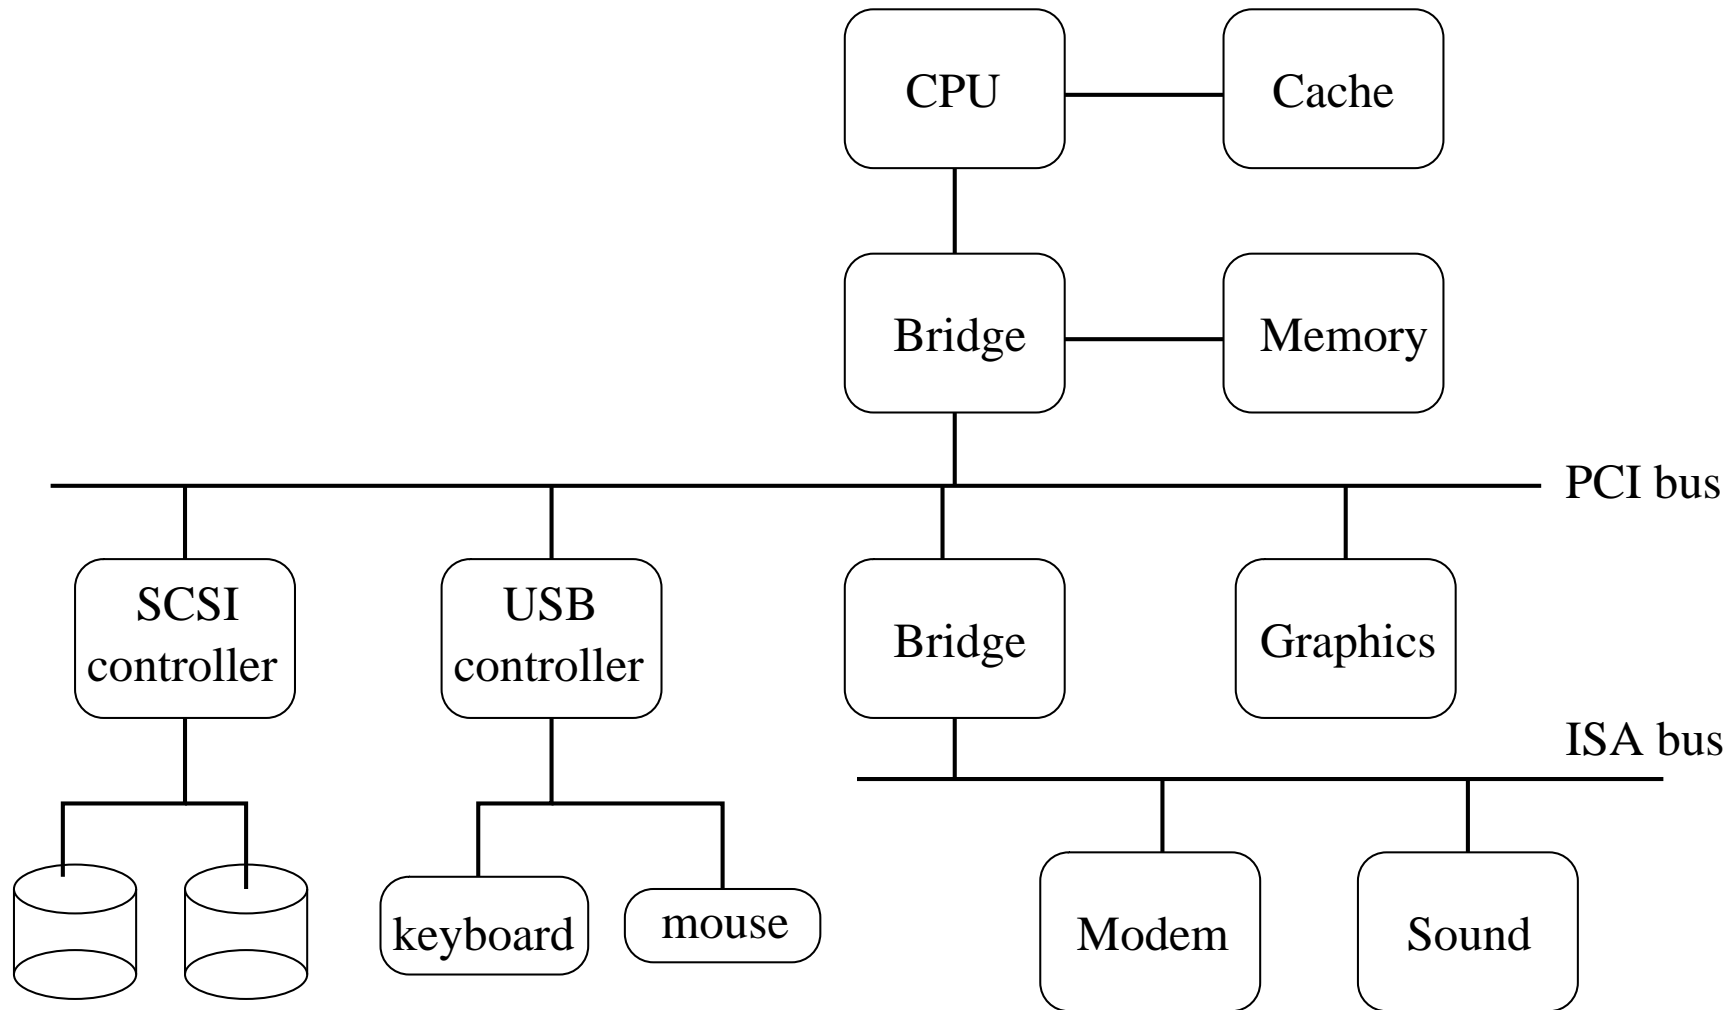 CPU
Cache
Bridge
Memory
PCI bus
SCSI
controller
USB
controller
Bridge
Graphics
ISA bus
keyboard
mouse
Modem
Sound